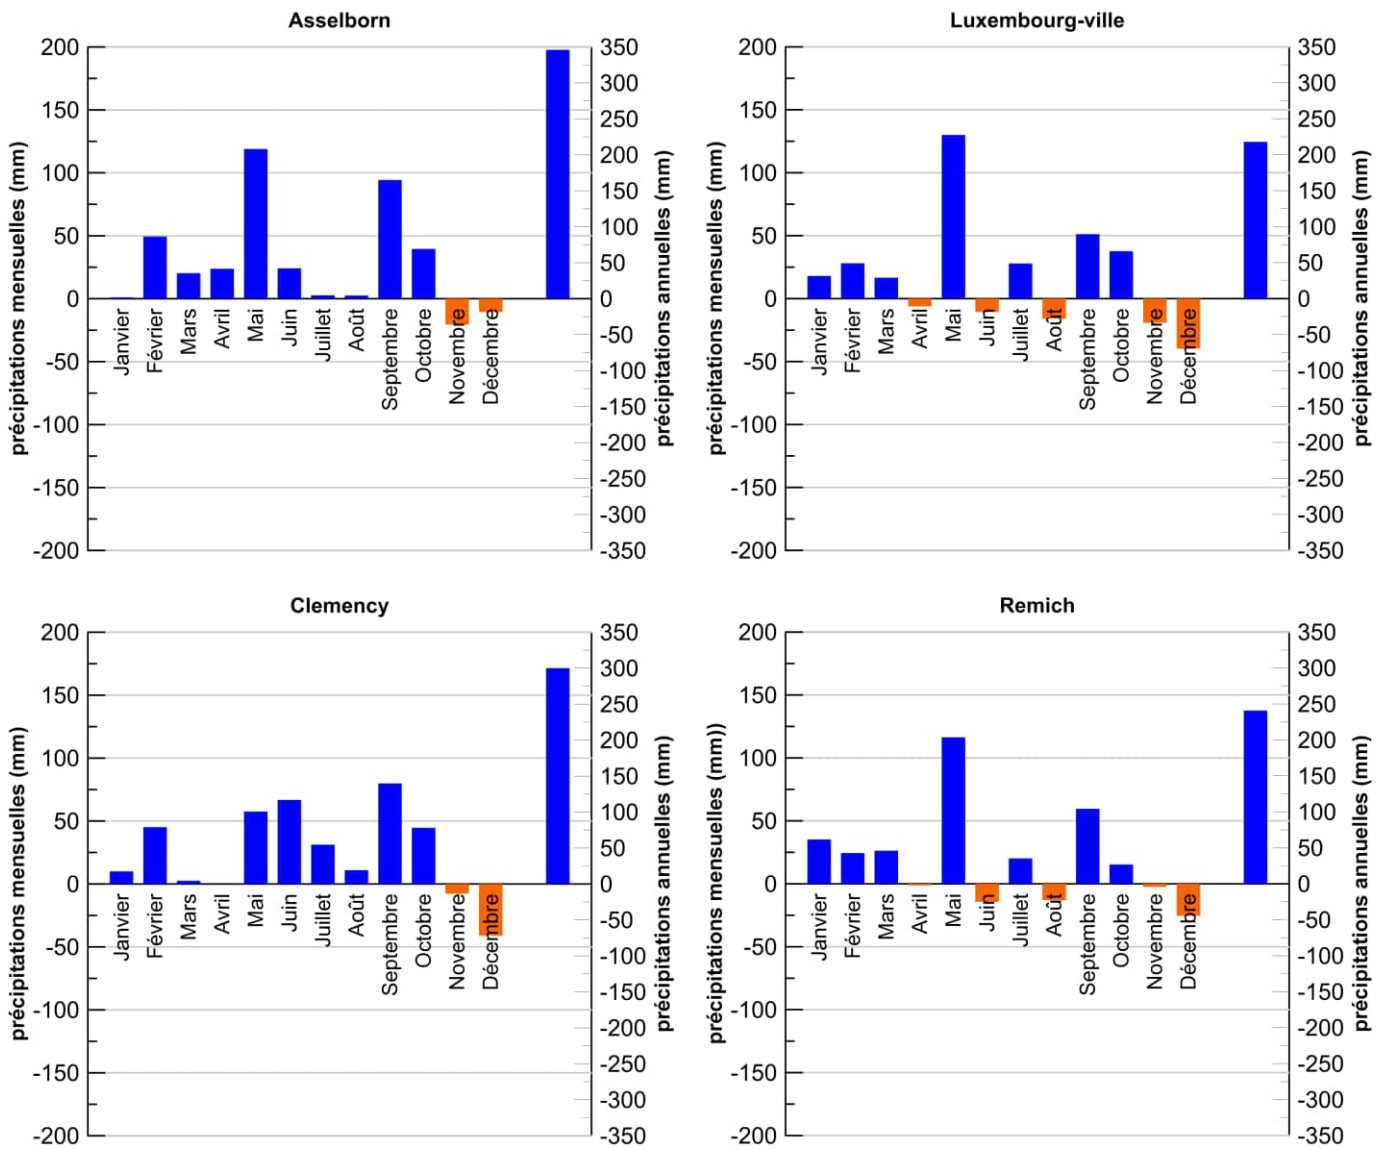 Asselborn
précipitations mensuelles (mm)
200
150
100
50
0
-50
-100
-150
-200
Janvier
Février
Mars
Avril
Mai
Juin
Juillet
Août
Septembre
Octobre
Novembre
Décembre
350
300
250
200
150
100
50
0
-50
-100
-150
-200
-250
-300
-350
précipitations annuelles (mm)
Luxembourg-ville
précipitations mensuelles (mm)
200
150
100
50
0
-50
-100
-150
-200
Janvier
Février
Mars
Avril
Mai
Juin
Juillet
Août
Septembre
Octobre
Novembre
Décembre
350
300
250
200
150
100
50
0
-50
-100
-150
-200
-250
-300
-350
précipitations annuelles (mm)
Clemency
précipitations mensuelles (mm)
200
150
100
50
0
-50
-100
-150
-200
Janvier
Février
Mars
Avril
Mai
Juin
Juillet
Août
Septembre
Octobre
Novembre
Décembre
350
300
250
200
150
100
50
0
-50
-100
-150
-200
-250
-300
-350
précipitations annuelles (mm)
Remich
précipitations mensuelles (mm))
200
150
100
50
0
-50
-100
-150
-200
Janvier
Février
Mars
Avril
Mai
Juin
Juillet
Août
Septembre
Octobre
Novembre
Décembre
350
300
250
200
150
100
50
0
-50
-100
-150
-200
-250
-300
-350
précipitations annuelles (mm)